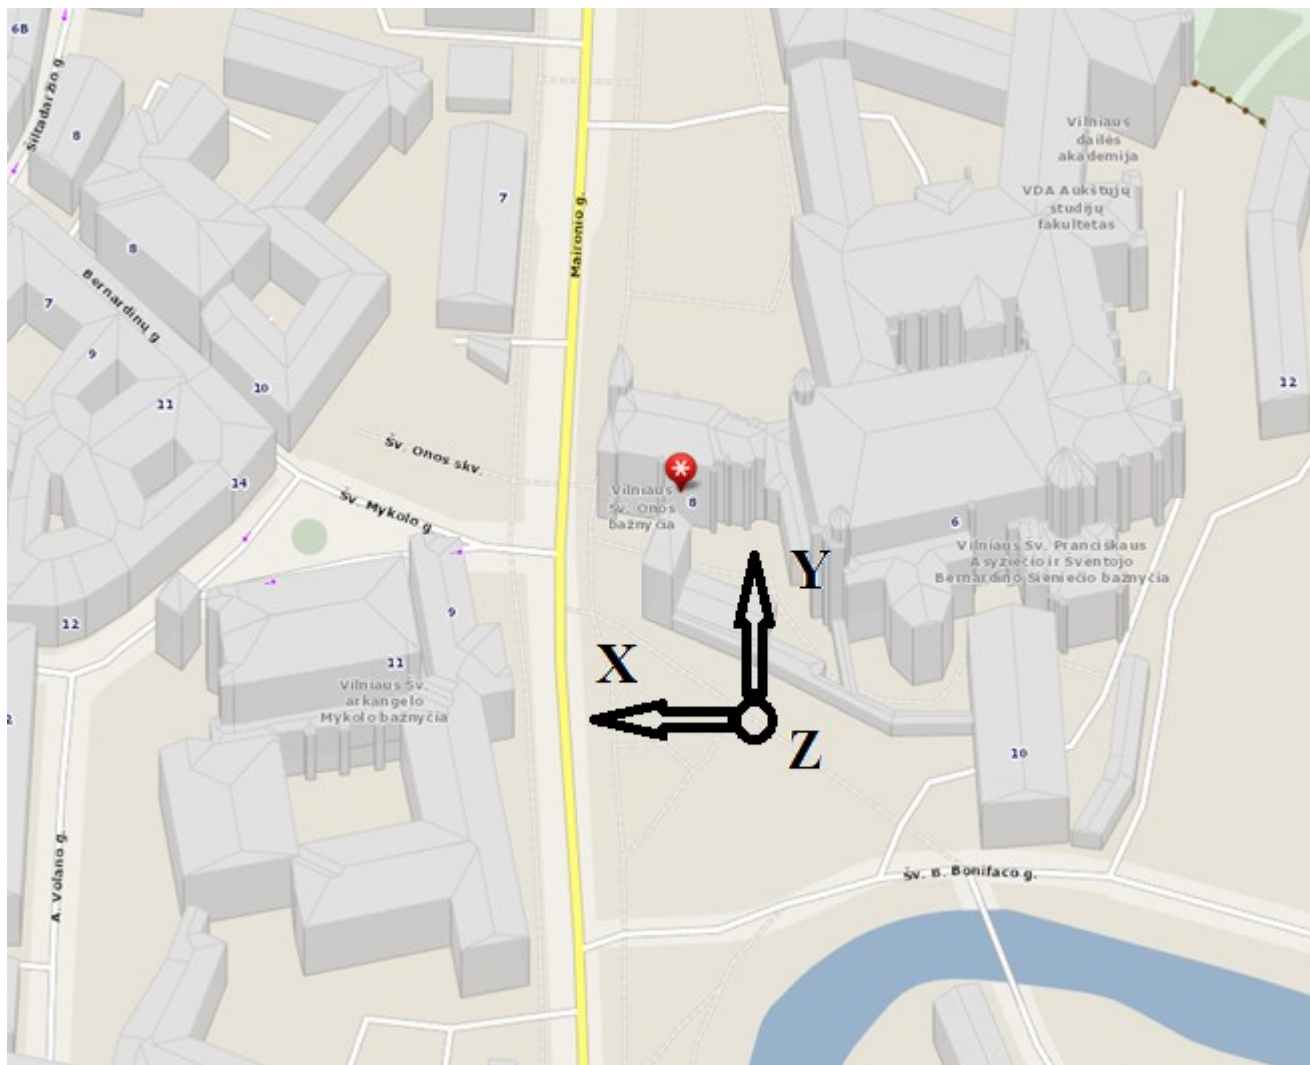 6B
Šiltadaržio g.
8
7
8
Maironio g.
Vilniaus
dailės
akademija
VDA Aukštųjų
studijų
fakultetas
Bernardinų g.
7
9
10
11
12
Šv. Onos skv.
14
Šv. Mykolo g.
Vilniaus
Šv. Onos
bažnyčia
8
6
Vilniaus Šv. Pranciškaus
Asyžiečio ir Šventojo
Bernardino Sieniečio bažnyčia
Y
12
9
X
11
Vilniaus Šv.
arkangelo
Mykolo bažnyčia
2
Z
10
A. Volano g.
Šv. B. Bonifaco g.